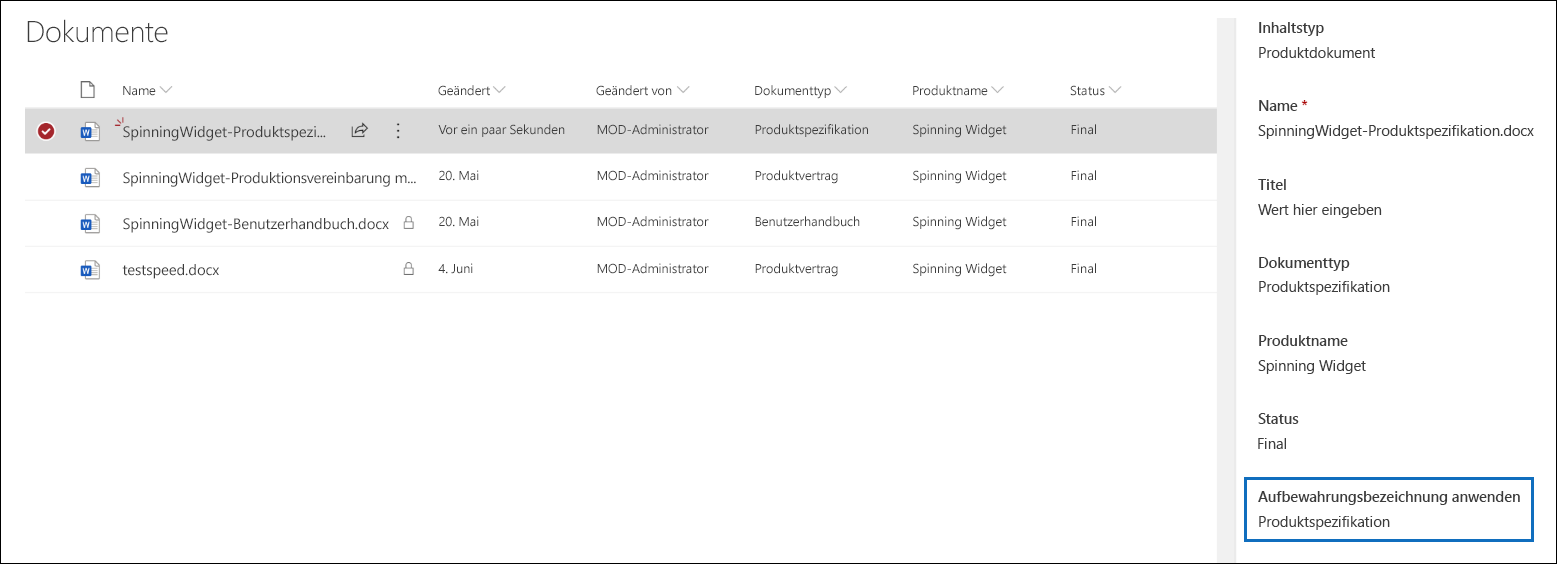 Dokumente
Name Geändert Geändert von Dokumenttyp Produktname Status
SpinningWidget-Produktspezi... Vor ein paar Sekunden MOD-Administrator Produktspezifikation Spinning Widget Final
SpinningWidget-Produktionsvereinbarung m... 20. Mai MOD-Administrator Produktvertrag Spinning Widget Final
SpinningWidget-Benutzerhandbuch.docx 20. Mai MOD-Administrator Benutzerhandbuch Spinning Widget Final
testspeed.docx 4. Juni MOD-Administrator Produktvertrag Spinning Widget Final
Inhaltstyp
Produktdokument
Name *
SpinningWidget-Produktspezifikation.docx
Titel
Wert hier eingeben
Dokumenttyp
Produktspezifikation
Produktname
Spinning Widget
Status
Final
Aufbewahrungsbezeichnung anwenden
Produktspezifikation